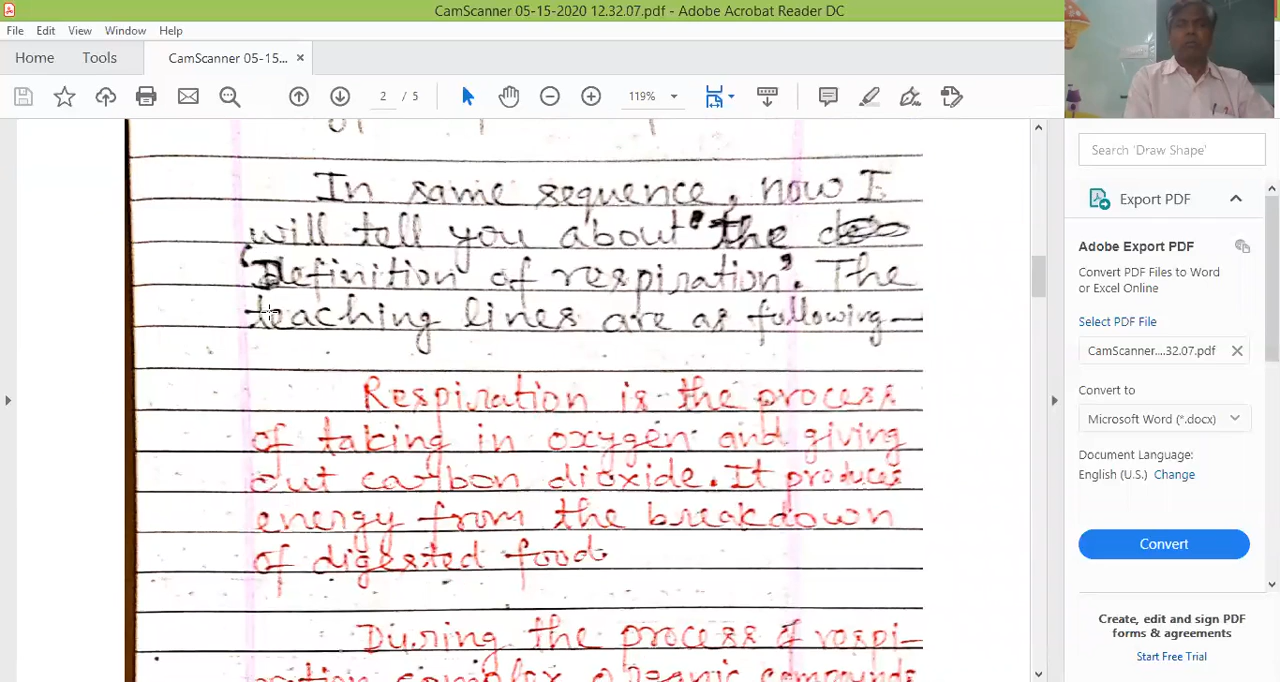 CamScanner 05-15-2020 12.32.07.pdf - Adobe Acrobat Reader DC
File Edit View Window Help
Home Tools CamScanner 05-15... ×
2 / 5 119%
In same sequence, now I
will tell you about the
'Definition of respiration'. The
teaching lines are as following—
Respiration is the process
of taking in oxygen and giving
out carbon dioxide. It produces
energy from the breakdown
of digested food.
During the process of respi-
complex organic compounds
Search 'Draw Shape'
Export PDF
Adobe Export PDF
Convert PDF Files to Word
or Excel Online
Select PDF File
CamScanner....32.07.pdf ×
Convert to
Microsoft Word (*.docx)
Document Language:
English (U.S.) Change
Convert
Create, edit and sign PDF
forms & agreements
Start Free Trial